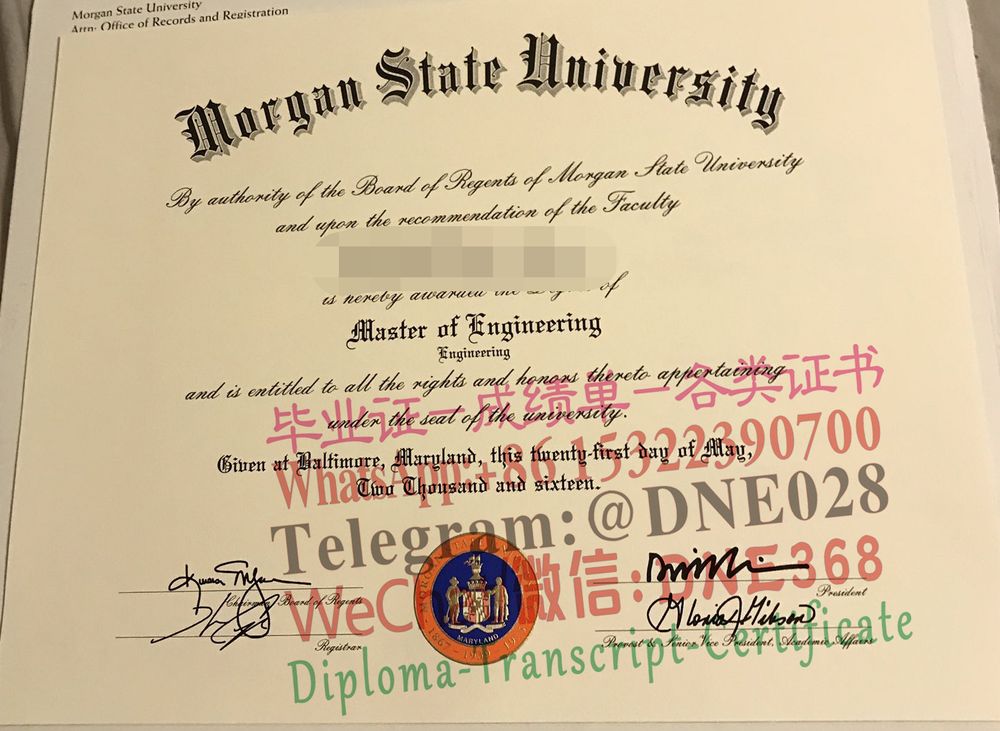 Morgan State University
Attn: Office of Records and Registration
Morgan State University
By authority of the Board of Regents of Morgan State University
and upon the recommendation of the Faculty
is hereby awarded the Degree of
Master of Engineering
Engineering
and is entitled to all the rights and honors thereto appertaining
毕业证一成绩单一各类证书
under the seal of the university.
WhatsApp:+86 15322390700
Given at Baltimore, Maryland, this twenty-first day of May,
Two Thousand and sixteen.
Telegram:@DNE028
WeC 微信:DNE368
Chairman, Board of Regents
President
Registrar
Provost & Senior Vice President, Academic Affairs
MORGAN STATE
MARYLAND
1867
Diploma-Transcript-Certificate